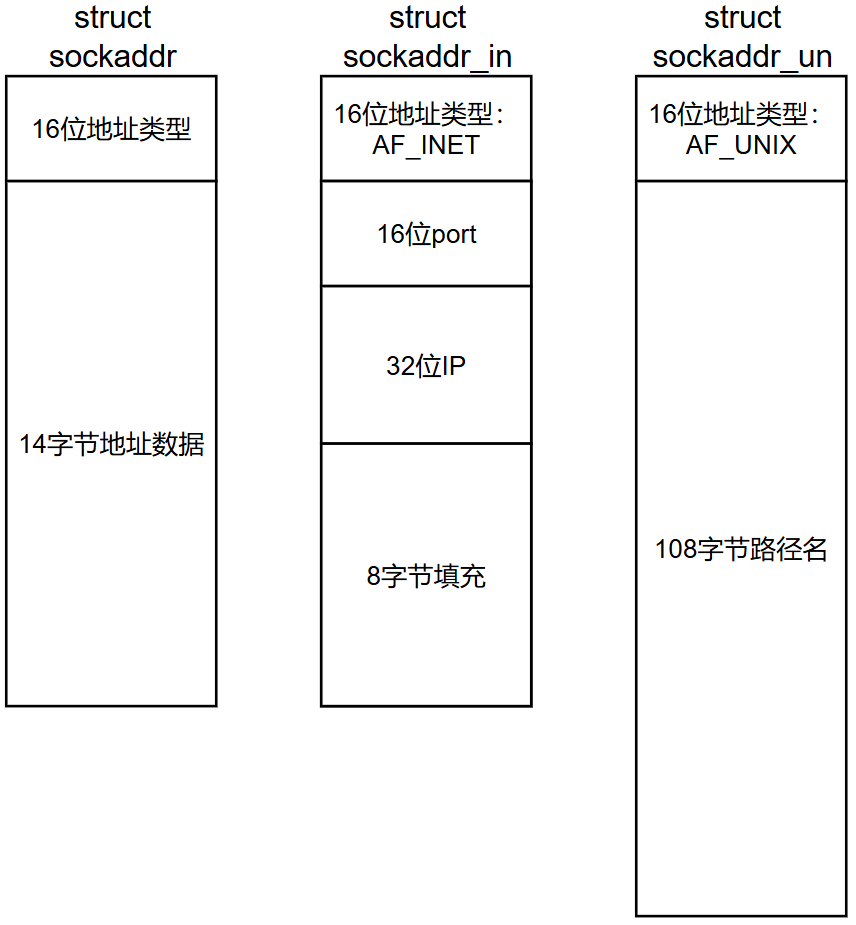 struct
sockaddr
16位地址类型
14字节地址数据
struct
sockaddr_in
16位地址类型：
AF_INET
16位port
32位IP
8字节填充
struct
sockaddr_un
16位地址类型：
AF_UNIX
108字节路径名